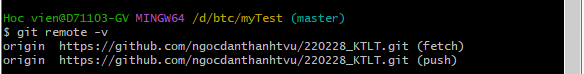 Hoc vien@D71103-GV MINGW64 /d/btc/myTest (master)
$ git remote -v
origin  https://github.com/ngocdanthanhtvu/220228_KTLT.git (fetch)
origin  https://github.com/ngocdanthanhtvu/220228_KTLT.git (push)